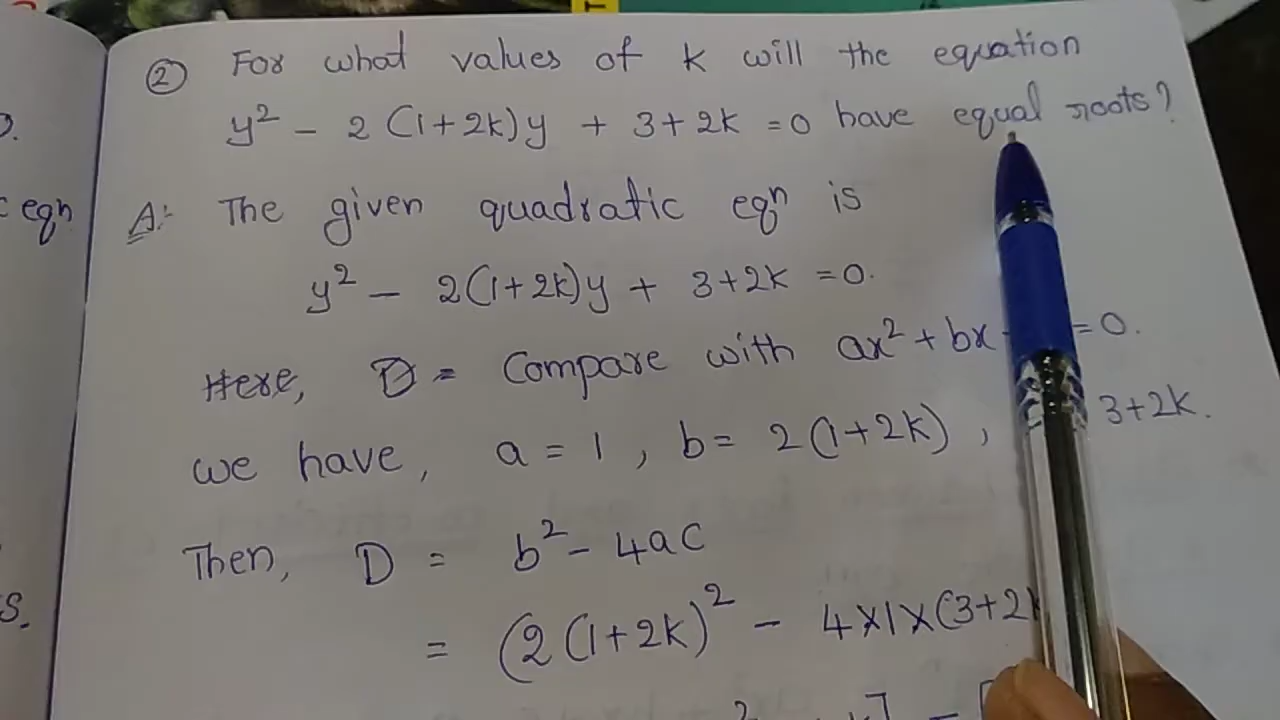 ② For what values of k will the equation
y² - 2(1+2k)y + 3+2k = 0 have equal roots?
A:- The given quadratic eqn is
y² - 2(1+2k)y + 3+2k = 0.
Here, D = Compare with ax² + bx = 0.
we have, a = 1, b = 2(1+2k), 3+2k.
Then, D = b² - 4ac
= (2(1+2k)² - 4×1×(3+2k
D.
eqn
s.